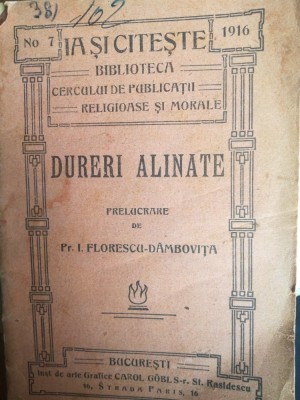 38 102
No 7 IA ȘI CITEȘTE 1916
BIBLIOTECA
CERCULUI DE PUBLICAȚII
RELIGIOASE ȘI MORALE
DURERI ALINATE
PRELUCRARE
DE
Pr. I. FLORESCU-DÂMBOVIȚA
BUCUREȘTI
Inst de arte Grafice CAROL GÖBL S-r. St. Rasidescu
16, STRADA PARIS, 16